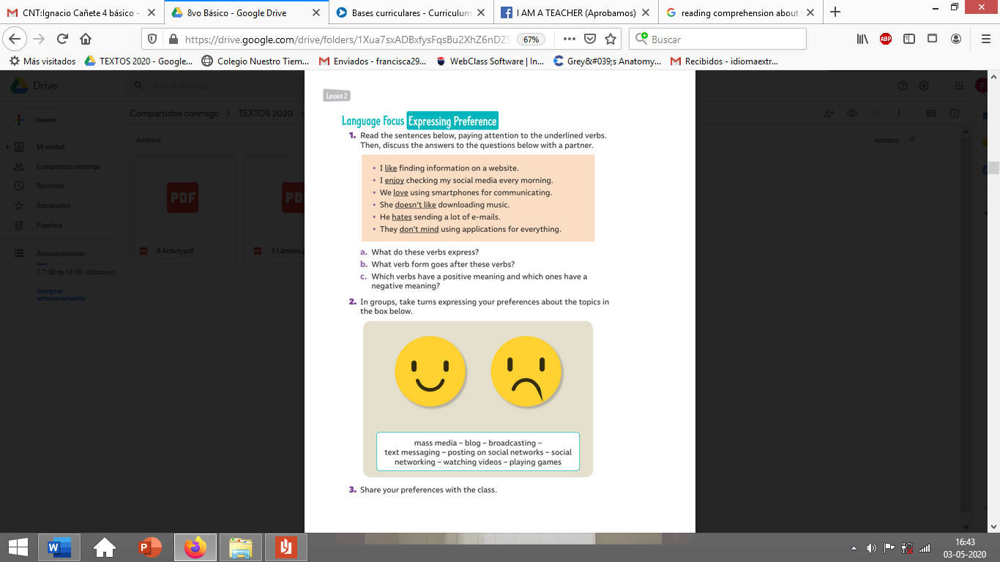 CNT:Ignacio Cañete 4 básico -
8vo Básico - Google Drive
Bases curriculares - Curriculum
I AM A TEACHER (Aprobamos)
reading comprehension about
https://drive.google.com/drive/folders/1Xua7sxADBxfysFqsBu2XhZ6nDZ
67%
Buscar
Más visitados
TEXTOS 2020 - Google...
Colegio Nuestro Tiem...
Enviados - francisca29...
WebClass Software | In...
Grey&#039;s Anatomy...
Recibidos - idiomaextr...
Drive
Buscar en Drive
Nuevo
Compartidos conmigo
TEXTOS 2020
Archivos
Nombre
Mi unidad
Compartidos conmigo
Recientes
Destacados
Papelera
Almacenamiento
1.7 GB de 15 GB utilizado(s)
Comprar
almacenamiento
PDF
PDF
8 Activity.pdf
8 Láminas.
Lesson 2
Language Focus Expressing Preference
1. Read the sentences below, paying attention to the underlined verbs.
Then, discuss the answers to the questions below with a partner.
• I like finding information on a website.
• I enjoy checking my social media every morning.
• We love using smartphones for communicating.
• She doesn't like downloading music.
• He hates sending a lot of e-mails.
• They don't mind using applications for everything.
a. What do these verbs express?
b. What verb form goes after these verbs?
c. Which verbs have a positive meaning and which ones have a
negative meaning?
2. In groups, take turns expressing your preferences about the topics in
the box below.
mass media – blog – broadcasting –
text messaging – posting on social networks – social
networking – watching videos – playing games
3. Share your preferences with the class.
16:43
03-05-2020